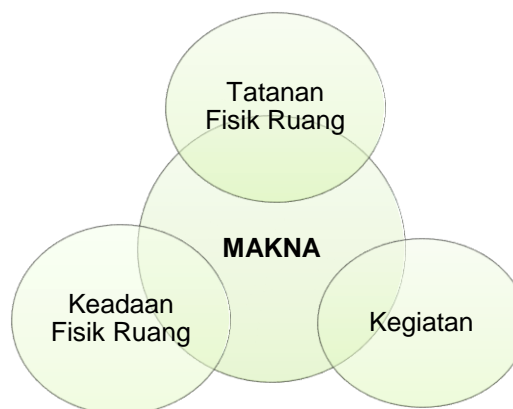 Tatanan
Fisik Ruang
MAKNA
Keadaan
Fisik Ruang
Kegiatan